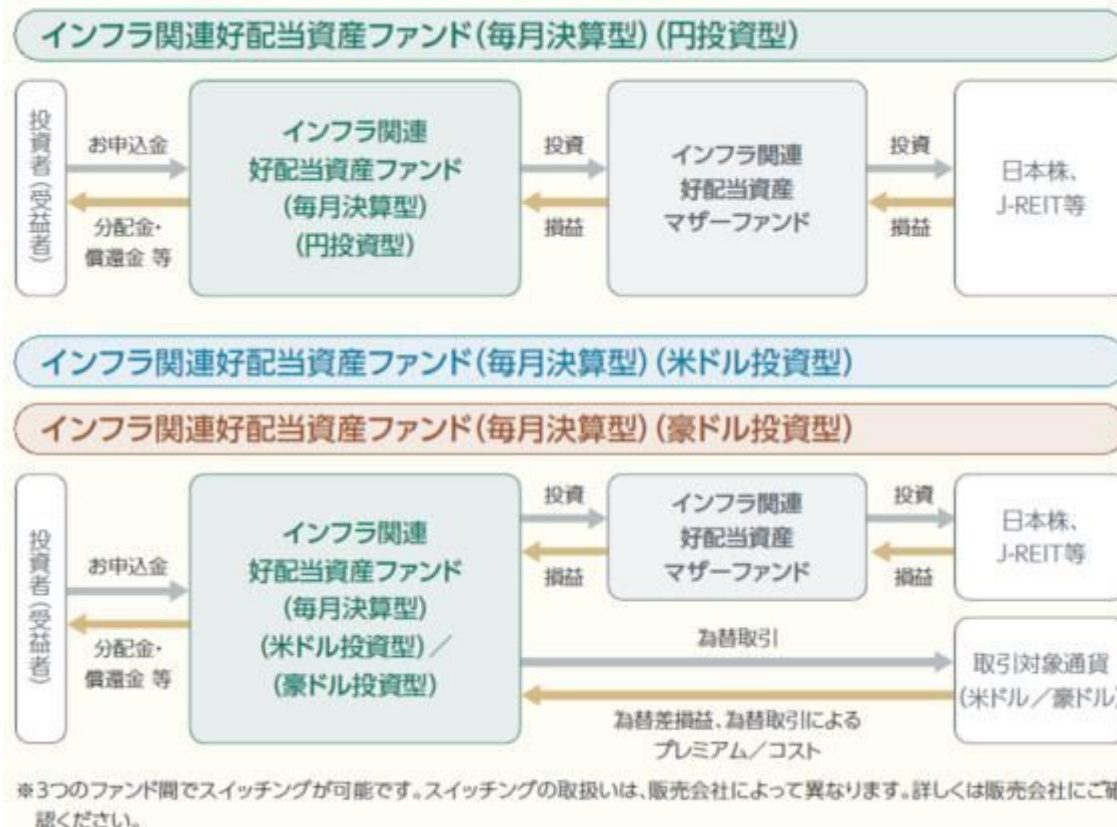 インフラ関連好配当資産ファンド(毎月決算型)(円投資型)
投資者(受益者)
お申込金
分配金・
償還金 等
インフラ関連
好配当資産ファンド
(毎月決算型)
(円投資型)
投資
損益
インフラ関連
好配当資産
マザーファンド
投資
損益
日本株、
J-REIT等
インフラ関連好配当資産ファンド(毎月決算型)(米ドル投資型)
インフラ関連好配当資産ファンド(毎月決算型)(豪ドル投資型)
投資者(受益者)
お申込金
分配金・
償還金 等
インフラ関連
好配当資産ファンド
(毎月決算型)
(米ドル投資型)／
(豪ドル投資型)
投資
損益
インフラ関連
好配当資産
マザーファンド
投資
損益
日本株、
J-REIT等
為替取引
為替差損益、為替取引による
プレミアム／コスト
取引対象通貨
(米ドル／豪ドル)
※3つのファンド間でスイッチングが可能です。スイッチングの取扱いは、販売会社によって異なります。詳しくは販売会社にご確
認ください。